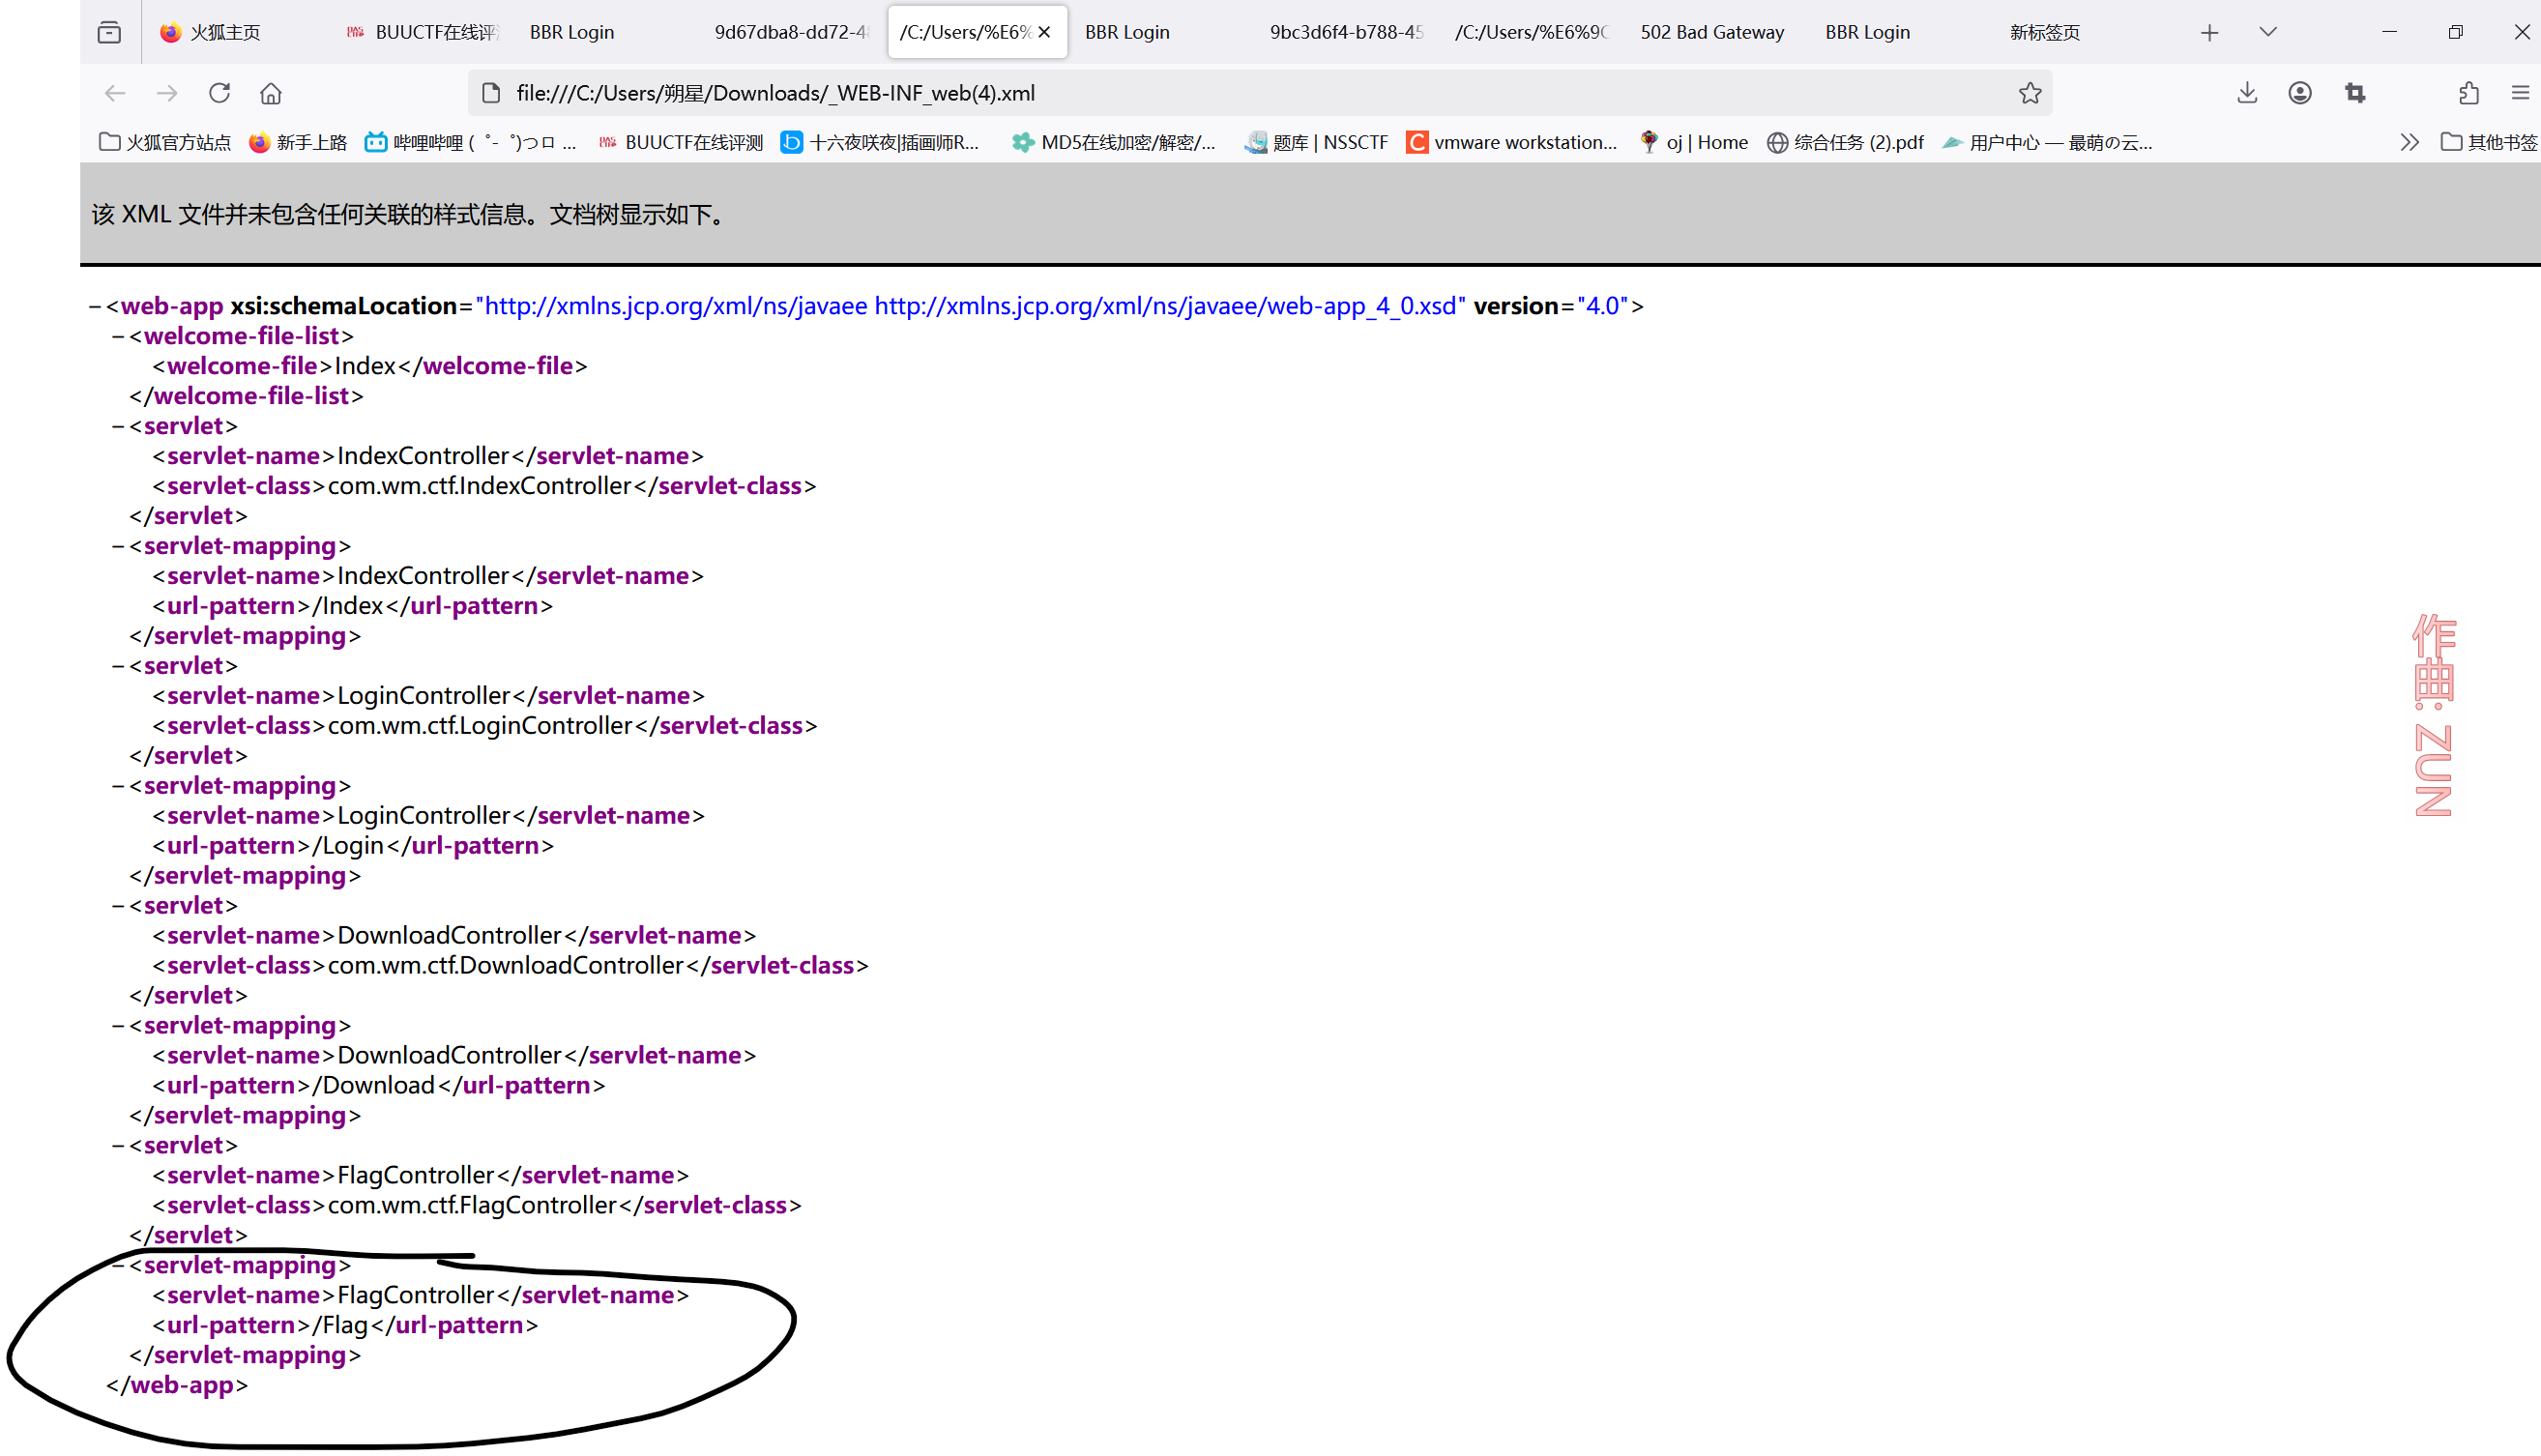 火狐主页
BUUCTF在线评测
BBR Login
9d67dba8-dd72-48
/C:/Users/%E6%
BBR Login
9bc3d6f4-b788-45
/C:/Users/%E6%9C
502 Bad Gateway
BBR Login
新标签页
file:///C:/Users/朔星/Downloads/_WEB-INF_web(4).xml
火狐官方站点
新手上路
哔哩哔哩 ( ゜- ゜)つロ ...
BUUCTF在线评测
十六夜咲夜|插画师R...
MD5在线加密/解密/...
题库 | NSSCTF
vmware workstation...
oj | Home
综合任务 (2).pdf
用户中心 — 最萌の云...
其他书签
该 XML 文件并未包含任何关联的样式信息。文档树显示如下。
−<web-app xsi:schemaLocation="http://xmlns.jcp.org/xml/ns/javaee http://xmlns.jcp.org/xml/ns/javaee/web-app_4_0.xsd" version="4.0">
−<welcome-file-list>
<welcome-file>Index</welcome-file>
</welcome-file-list>
−<servlet>
<servlet-name>IndexController</servlet-name>
<servlet-class>com.wm.ctf.IndexController</servlet-class>
</servlet>
−<servlet-mapping>
<servlet-name>IndexController</servlet-name>
<url-pattern>/Index</url-pattern>
</servlet-mapping>
−<servlet>
<servlet-name>LoginController</servlet-name>
<servlet-class>com.wm.ctf.LoginController</servlet-class>
</servlet>
−<servlet-mapping>
<servlet-name>LoginController</servlet-name>
<url-pattern>/Login</url-pattern>
</servlet-mapping>
−<servlet>
<servlet-name>DownloadController</servlet-name>
<servlet-class>com.wm.ctf.DownloadController</servlet-class>
</servlet>
−<servlet-mapping>
<servlet-name>DownloadController</servlet-name>
<url-pattern>/Download</url-pattern>
</servlet-mapping>
−<servlet>
<servlet-name>FlagController</servlet-name>
<servlet-class>com.wm.ctf.FlagController</servlet-class>
</servlet>
−<servlet-mapping>
<servlet-name>FlagController</servlet-name>
<url-pattern>/Flag</url-pattern>
</servlet-mapping>
</web-app>
作曲: ZUN